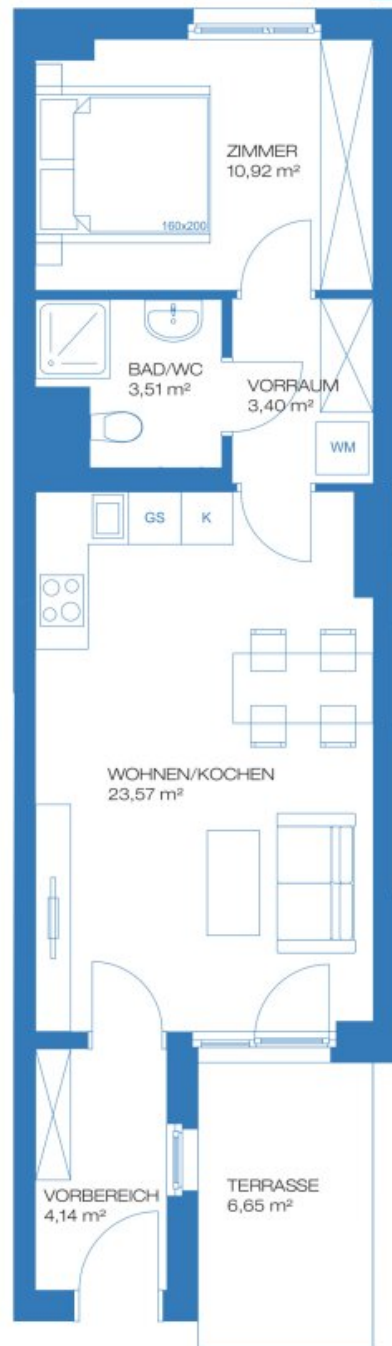 ZIMMER
10,92 m²
160x200
BAD/WC
3,51 m²
VORRAUM
3,40 m²
WM
GS
K
WOHNEN/KOCHEN
23,57 m²
VORBEREICH
4,14 m²
TERRASSE
6,65 m²